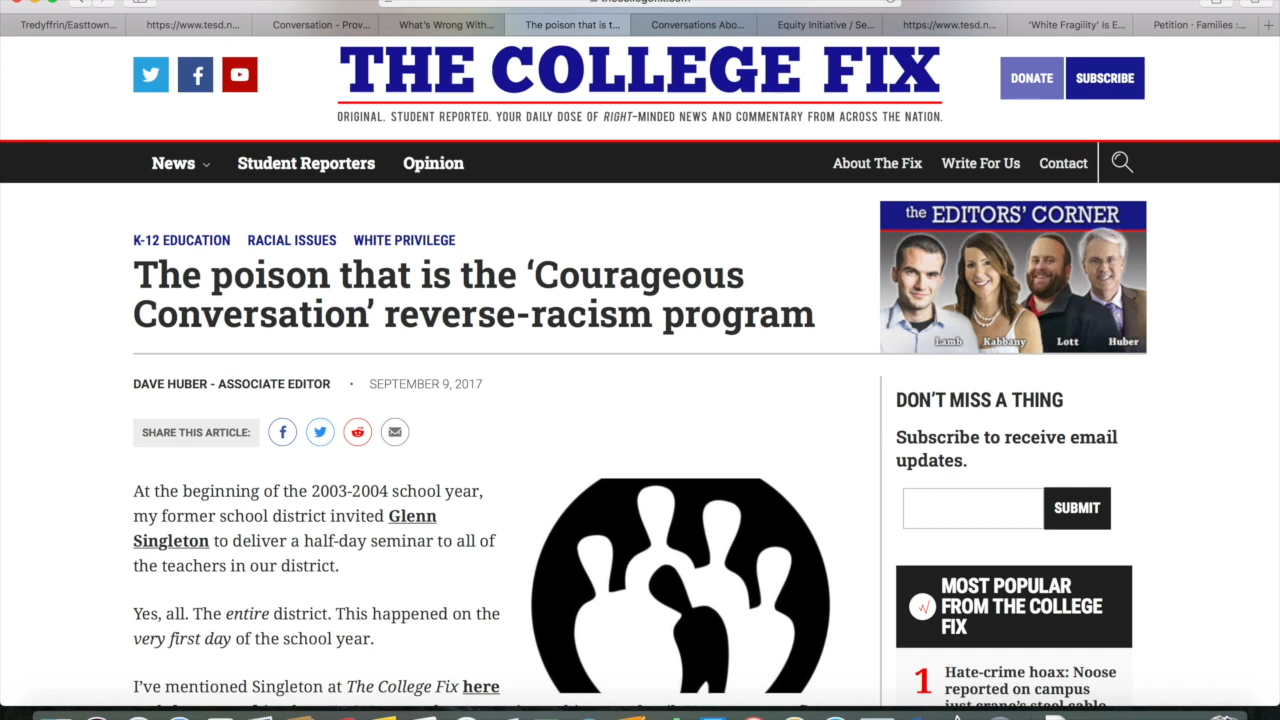 Tredyffrin/Easttown...
https://www.tesd.n...
Conversation - Prov...
What's Wrong With...
The poison that is t...
Conversations Abo...
Equity Initiative / Se...
https://www.tesd.n...
'White Fragility' Is E...
Petition · Families :...
THE COLLEGE FIX
ORIGINAL. STUDENT REPORTED. YOUR DAILY DOSE OF RIGHT-MINDED NEWS AND COMMENTARY FROM ACROSS THE NATION.
DONATE
SUBSCRIBE
News
Student Reporters
Opinion
About The Fix
Write For Us
Contact
K-12 EDUCATION RACIAL ISSUES WHITE PRIVILEGE
The poison that is the ‘Courageous
Conversation’ reverse-racism program
DAVE HUBER - ASSOCIATE EDITOR • SEPTEMBER 9, 2017
SHARE THIS ARTICLE:
At the beginning of the 2003-2004 school year,
my former school district invited Glenn
Singleton to deliver a half-day seminar to all of
the teachers in our district.
Yes, all. The entire district. This happened on the
very first day of the school year.
I’ve mentioned Singleton at The College Fix here
the EDITORS’ CORNER
Lamb Kabbany Lott Huber
DON’T MISS A THING
Subscribe to receive email
updates.
SUBMIT
MOST POPULAR
FROM THE COLLEGE
FIX
1
Hate-crime hoax: Noose
reported on campus
just crane’s steel cable